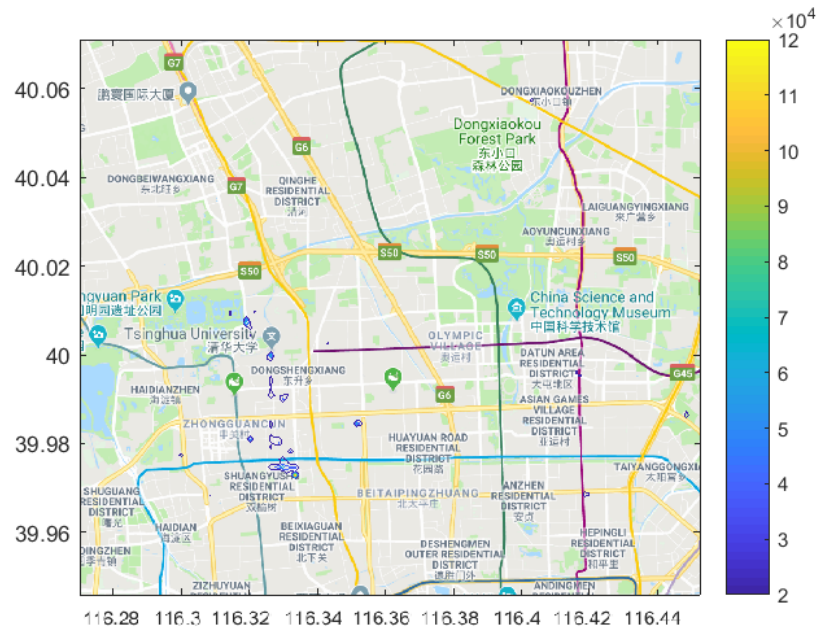 ×10⁴
12
G7
40.06
鹏寰国际大厦
DONGXIAOKOUZHEN
东小口镇
Dongxiaokou
Forest Park
东小口
森林公园
G6
10
40.04
DONGBEIWANGXIANG
东北旺乡
G7
QINGHE
RESIDENTIAL
DISTRICT
清河
LAIGUANGYINGXIANG
来广营乡
AOYUNCUNXIANG
奥运村乡
9
8
40.02
S50
S50
S50
S50
ngyuan Park
明园遗址公园
China Science and
Technology Museum
中国科学技术馆
7
Tsinghua University
清华大学
OLYMPIC
VILLAGE
奥运村
40
DONGSHENGXIANG
东升乡
DATUN AREA
RESIDENTIAL
DISTRICT
大屯地区
G45
6
HAIDIANZHEN
海淀镇
G6
ASIAN GAMES
VILLAGE
RESIDENTIAL
DISTRICT
亚运村
ZHONGGUANCUN
中关村
5
39.98
HUAYUAN ROAD
RESIDENTIAL
DISTRICT
花园路
SHUANGYUSHU
RESIDENTIAL
DISTRICT
双榆树
TAIYANGGONGXIA
太阳宫乡
4
SHUGUANG
RESIDENTIAL
DISTRICT
曙光
BEITAIPINGZHUANG
北太平庄
ANZHEN
RESIDENTIAL
DISTRICT
安贞
39.96
HAIDIAN
海淀区
BEIXIAGUAN
RESIDENTIAL
DISTRICT
北下关
HEPINGLI
RESIDENTIAL
DISTRICT
和平里
3
QINGZHEN
季青镇
DESHENGMEN
OUTER RESIDENTIAL
DISTRICT
德胜门外
ZIZHUYUAN
RESIDENTIAL
ANDINGMEN
2
116.28
116.3
116.32
116.34
116.36
116.38
116.4
116.42
116.44